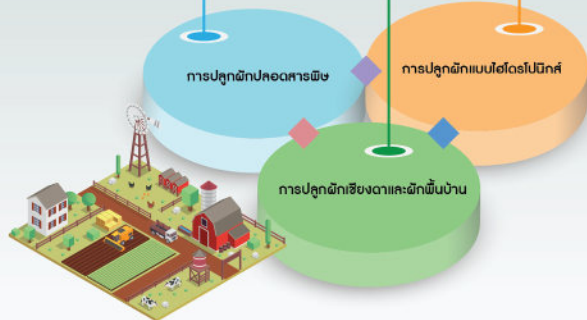 การปลูกผักปลอดสารพิษ
การปลูกผักแบบไฮโดรโปนิกส์
การปลูกผักเชียงดาและผักพื้นบ้าน